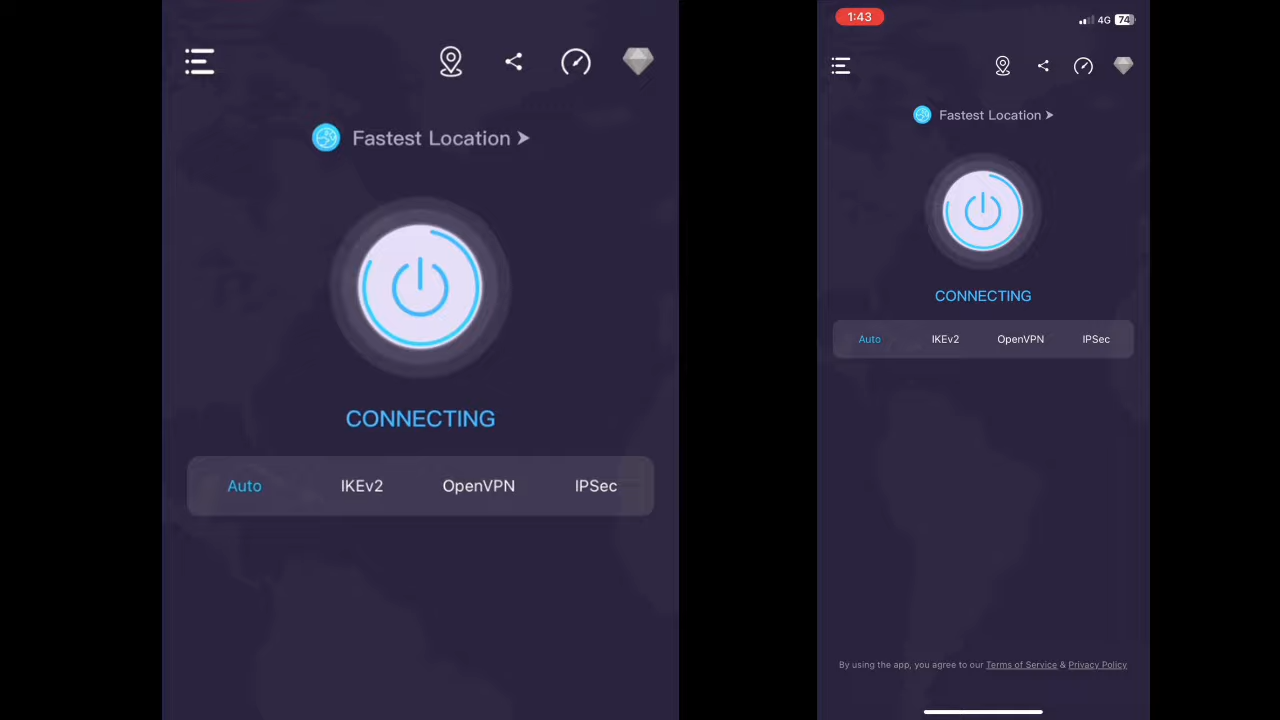 Fastest Location
CONNECTING
Auto IKEv2 OpenVPN IPSec
1:43 4G 74
Fastest Location
CONNECTING
Auto IKEv2 OpenVPN IPSec
By using the app, you agree to our Terms of Service & Privacy Policy